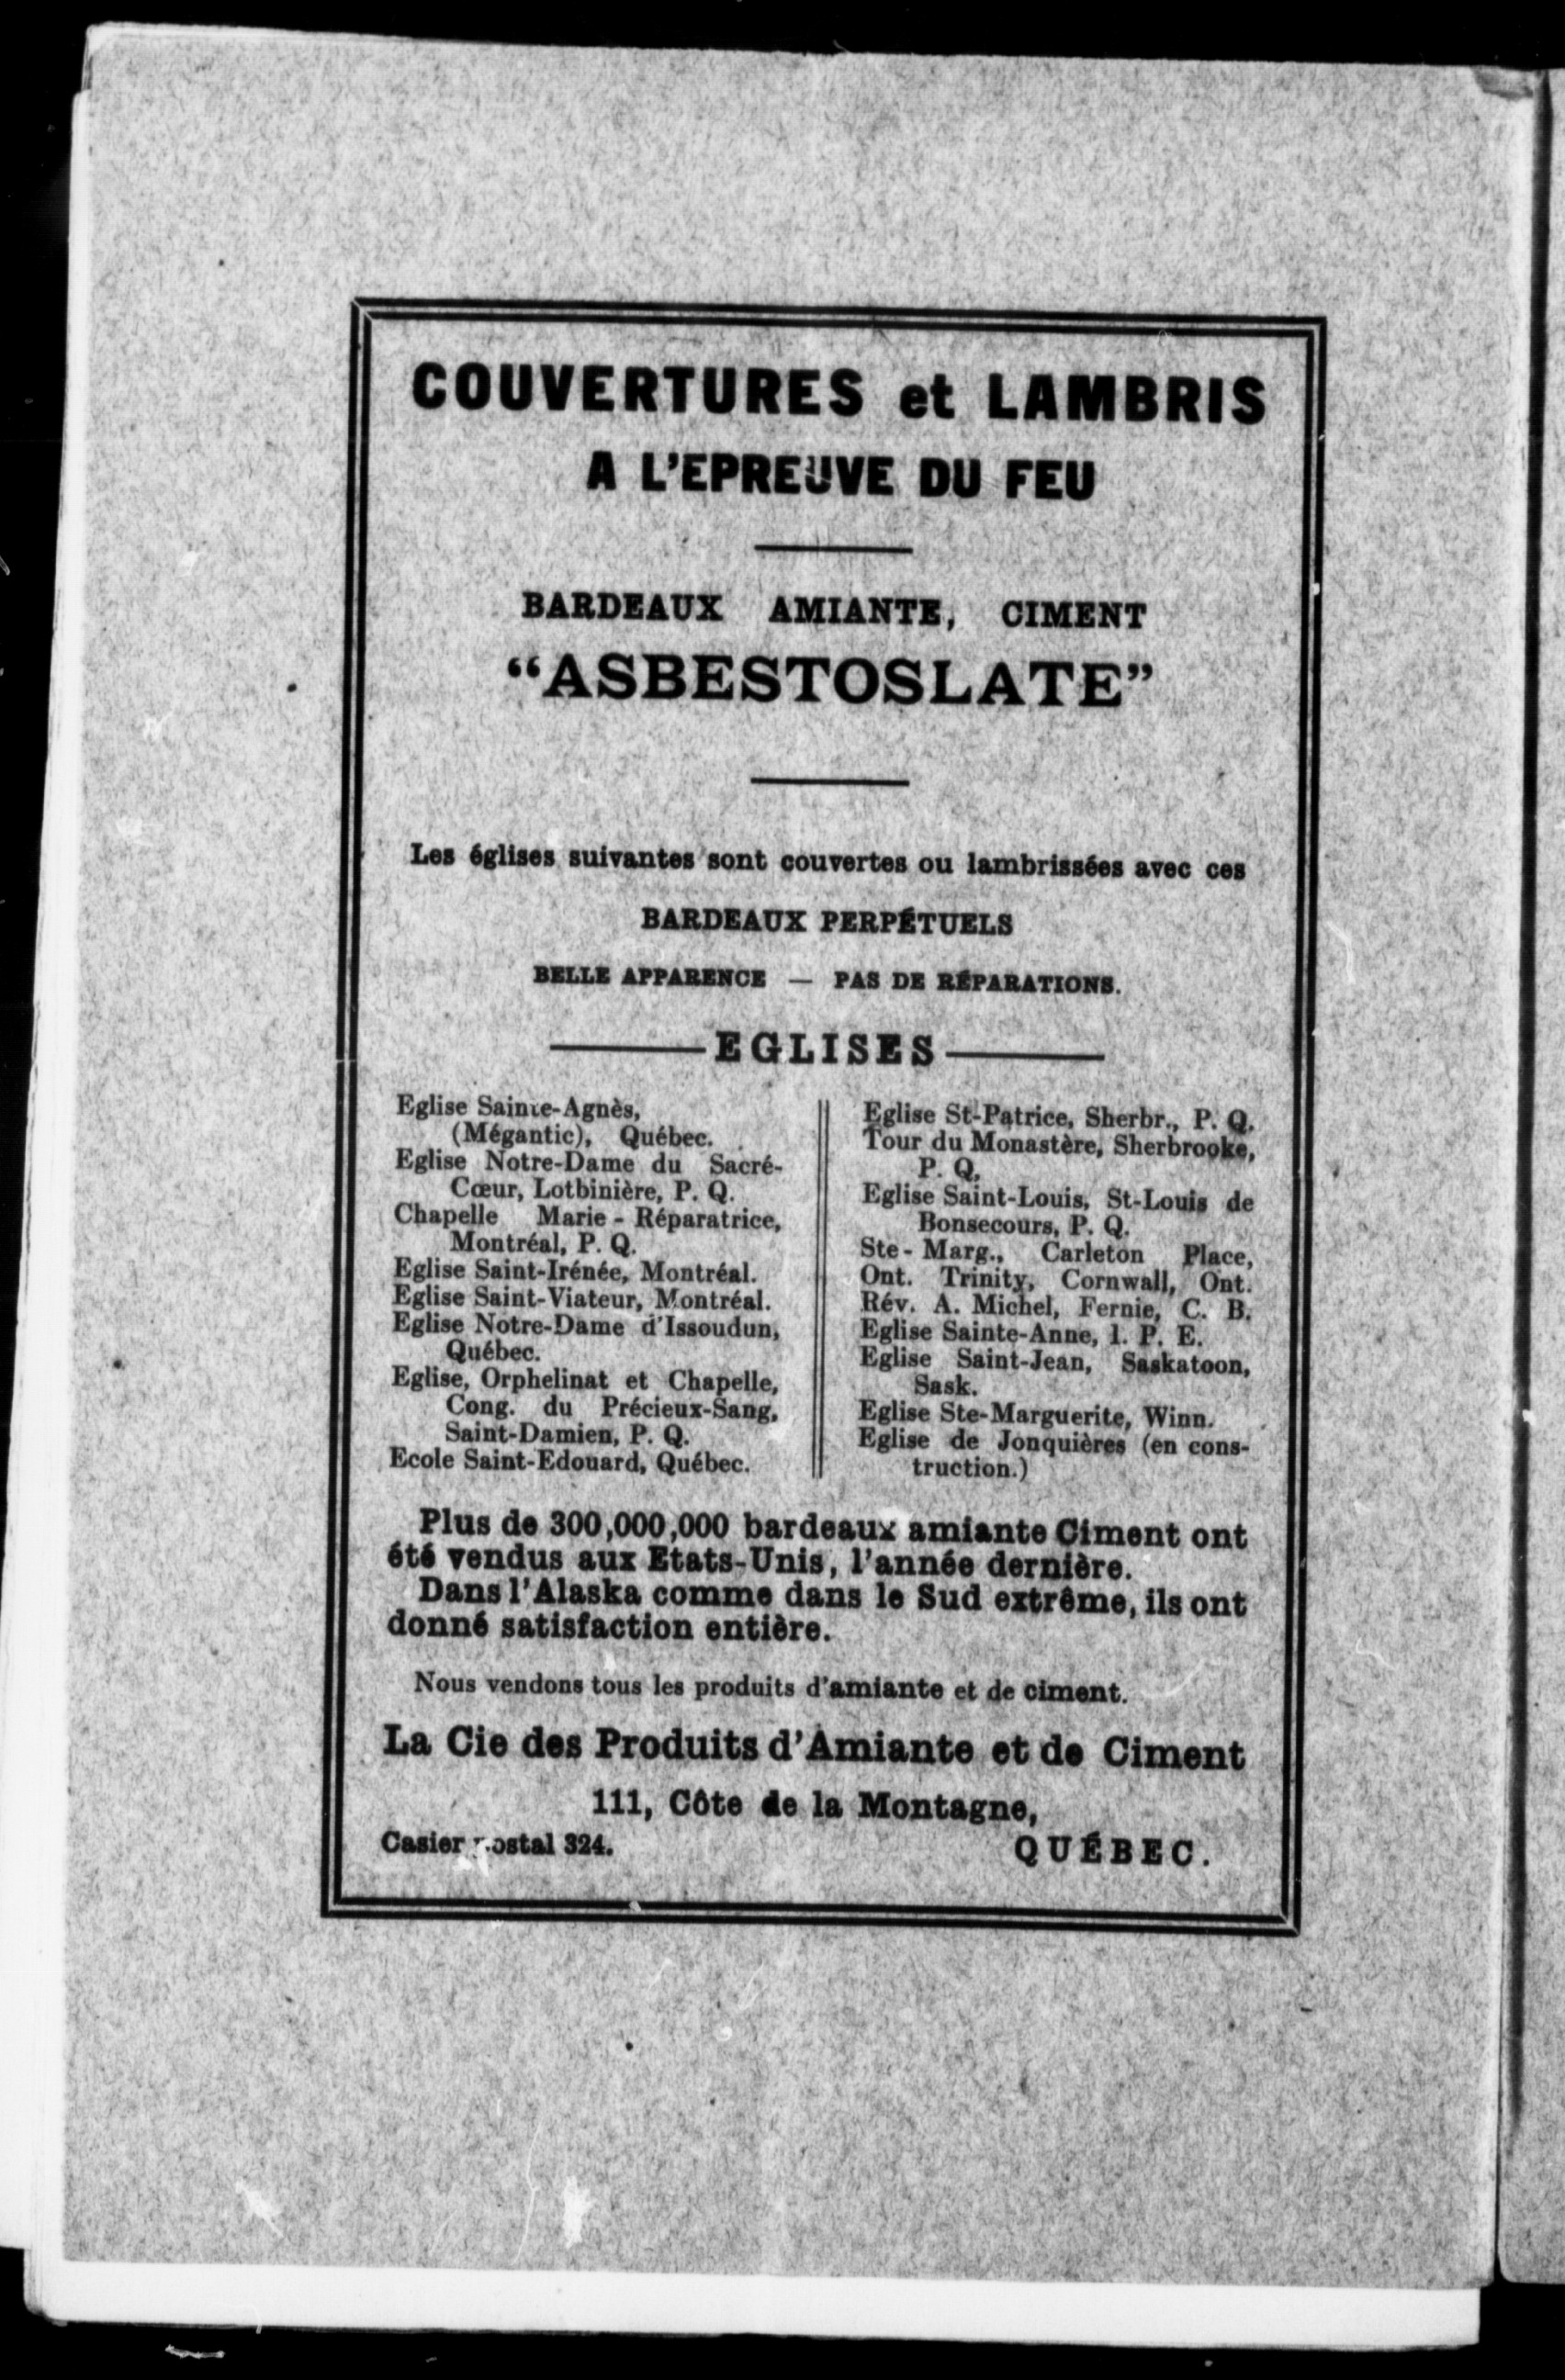 COUVERTURES et LAMBRIS
A L'EPREUVE DU FEU
BARDEAUX AMIANTE, CIMENT
“ASBESTOSLATE”
Les églises suivantes sont couvertes ou lambrissées avec ces
BARDEAUX PERPÉTUELS
BELLE APPARENCE — PAS DE RÉPARATIONS.
EGLISES
Eglise Sainte-Agnès,
(Mégantic), Québec.
Eglise Notre-Dame du Sacré-
Cœur, Lotbinière, P. Q.
Chapelle Marie - Réparatrice,
Montréal, P. Q.
Eglise Saint-Irénée, Montréal.
Eglise Saint-Viateur, Montréal.
Eglise Notre-Dame d'Issoudun,
Québec.
Eglise, Orphelinat et Chapelle,
Cong. du Précieux-Sang,
Saint-Damien, P. Q.
Ecole Saint-Edouard, Québec.
Eglise St-Patrice, Sherbr., P. Q.
Tour du Monastère, Sherbrooke,
P. Q,
Eglise Saint-Louis, St-Louis de
Bonsecours, P. Q.
Ste - Marg., Carleton Place,
Ont. Trinity, Cornwall, Ont.
Rév. A. Michel, Fernie, C. B.
Eglise Sainte-Anne, I. P. E.
Eglise Saint-Jean, Saskatoon,
Sask.
Eglise Ste-Marguerite, Winn.
Eglise de Jonquières (en cons-
truction.)
Plus de 300,000,000 bardeaux amiante Ciment ont
été vendus aux Etats-Unis, l'année dernière.
Dans l'Alaska comme dans le Sud extrême, ils ont
donné satisfaction entière.
Nous vendons tous les produits d'amiante et de ciment.
La Cie des Produits d'Amiante et de Ciment
111, Côte de la Montagne,
Casier postal 324.
QUÉBEC.